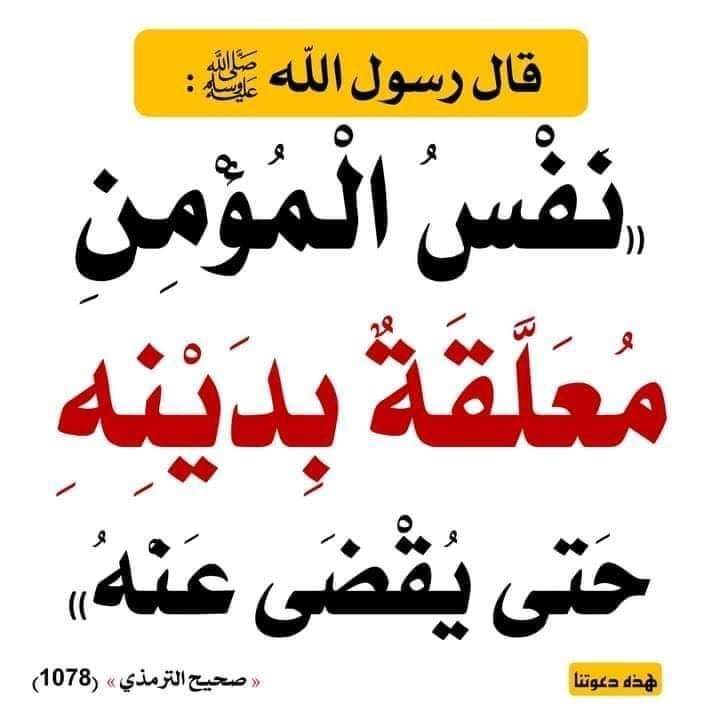 قال رسول الله ﷺ :
((نَفْسُ الْمُؤْمِنِ
مُعَلَّقَةٌ بِدَيْنِهِ
حَتى يُقْضَى عَنْهُ))
« صحيح الترمذي » (1078)
هذه دعوتنا